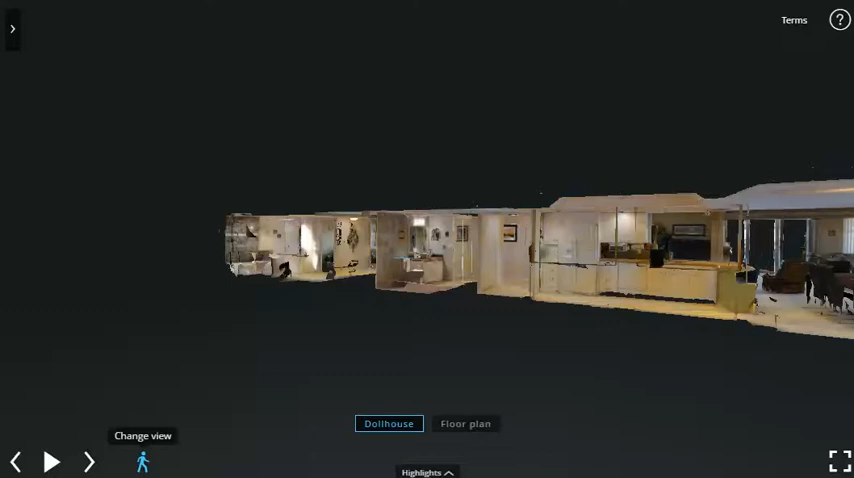 Terms
?
Dollhouse
Floor plan
Change view
Highlights